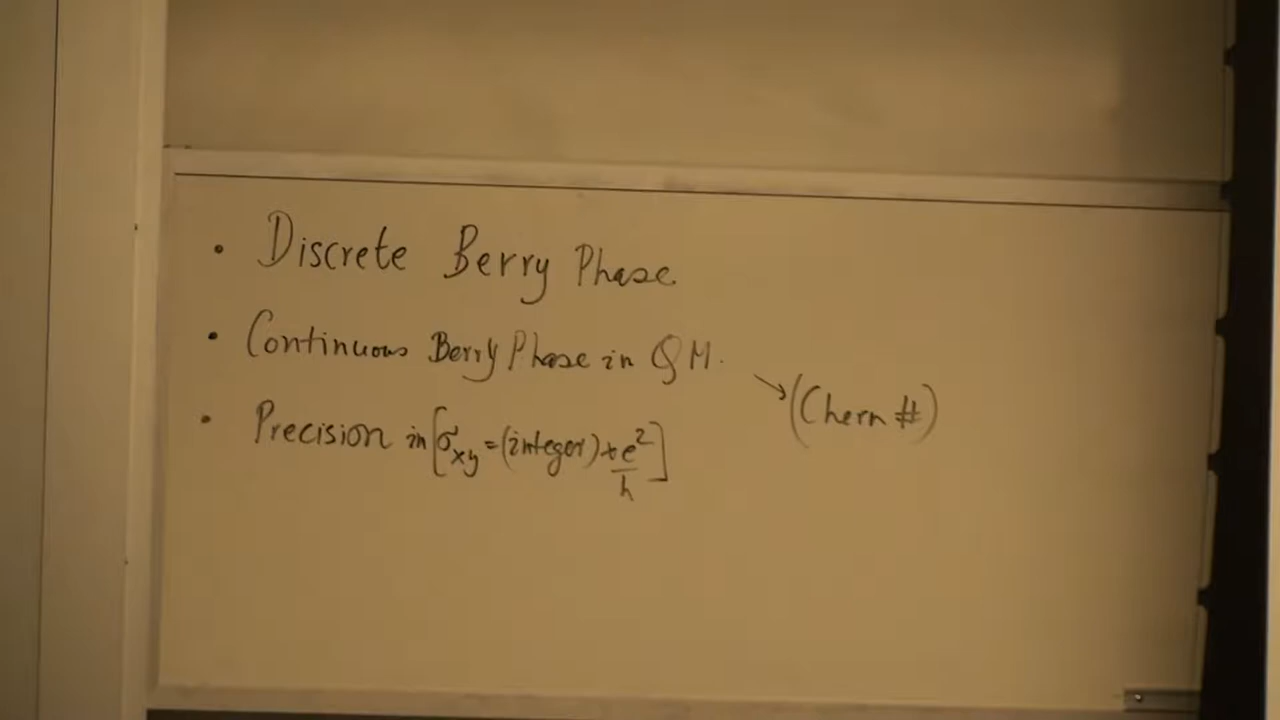 • Discrete Berry Phase
• Continuous Berry Phase in QM.
→ (Chern #)
• Precision in [σxy = (integer) * e²/h]